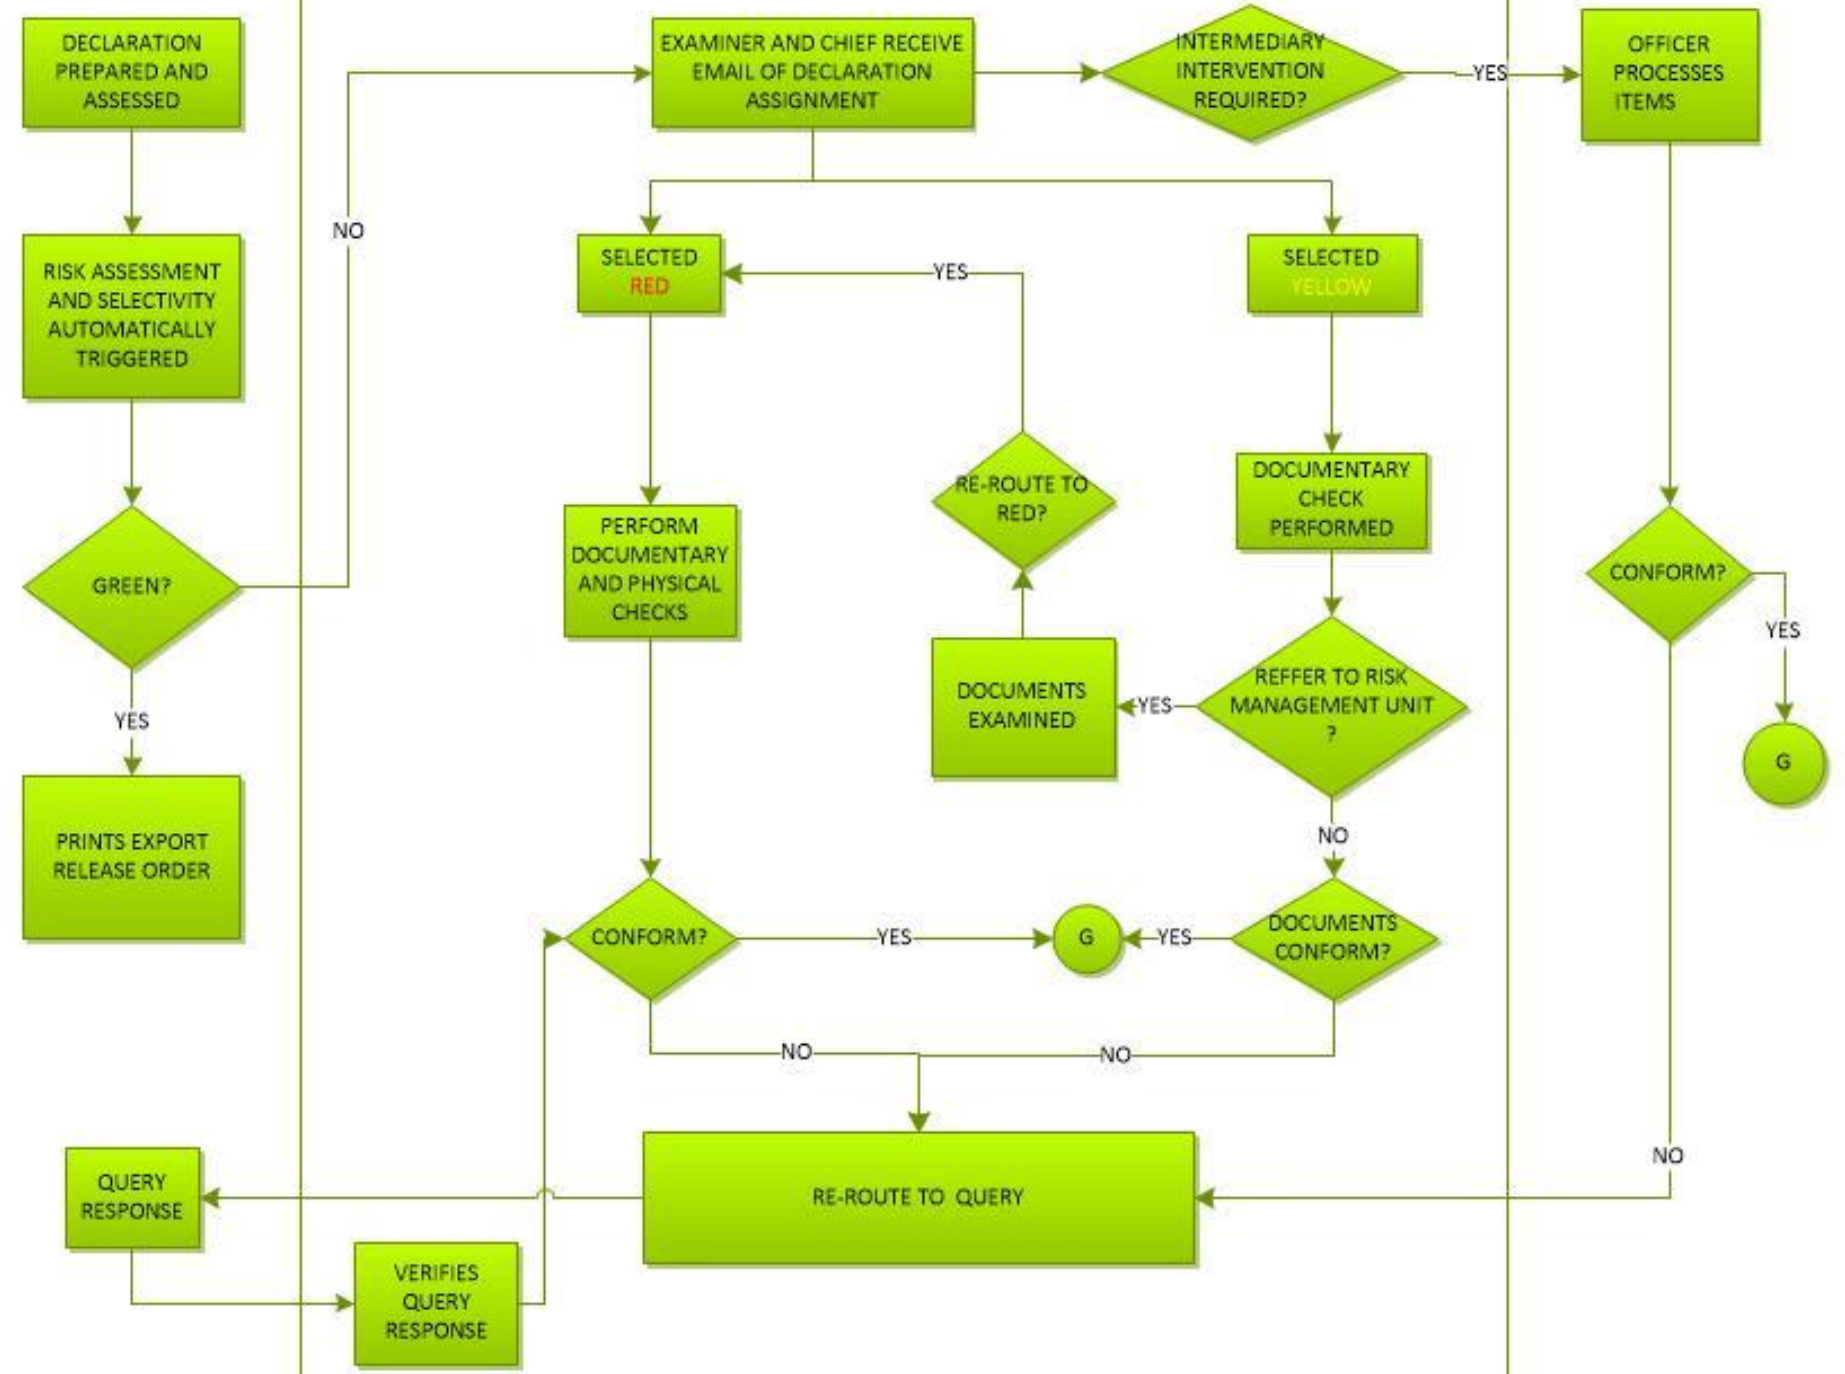 DECLARATION
PREPARED AND
ASSESSED
EXAMINER AND CHIEF RECEIVE
EMAIL OF DECLARATION
ASSIGNMENT
INTERMEDIARY
INTERVENTION
REQUIRED?
YES
OFFICER
PROCESSES
ITEMS
NO
RISK ASSESSMENT
AND SELECTIVITY
AUTOMATICALLY
TRIGGERED
SELECTED
RED
YES
SELECTED
YELLOW
RE-ROUTE TO
RED?
DOCUMENTARY
CHECK
PERFORMED
GREEN?
PERFORM
DOCUMENTARY
AND PHYSICAL
CHECKS
CONFORM?
YES
DOCUMENTS
EXAMINED
YES
REFFER TO RISK
MANAGEMENT UNIT
?
YES
G
PRINTS EXPORT
RELEASE ORDER
NO
CONFORM?
YES
G
YES
DOCUMENTS
CONFORM?
NO
NO
NO
QUERY
RESPONSE
RE-ROUTE TO QUERY
VERIFIES
QUERY
RESPONSE